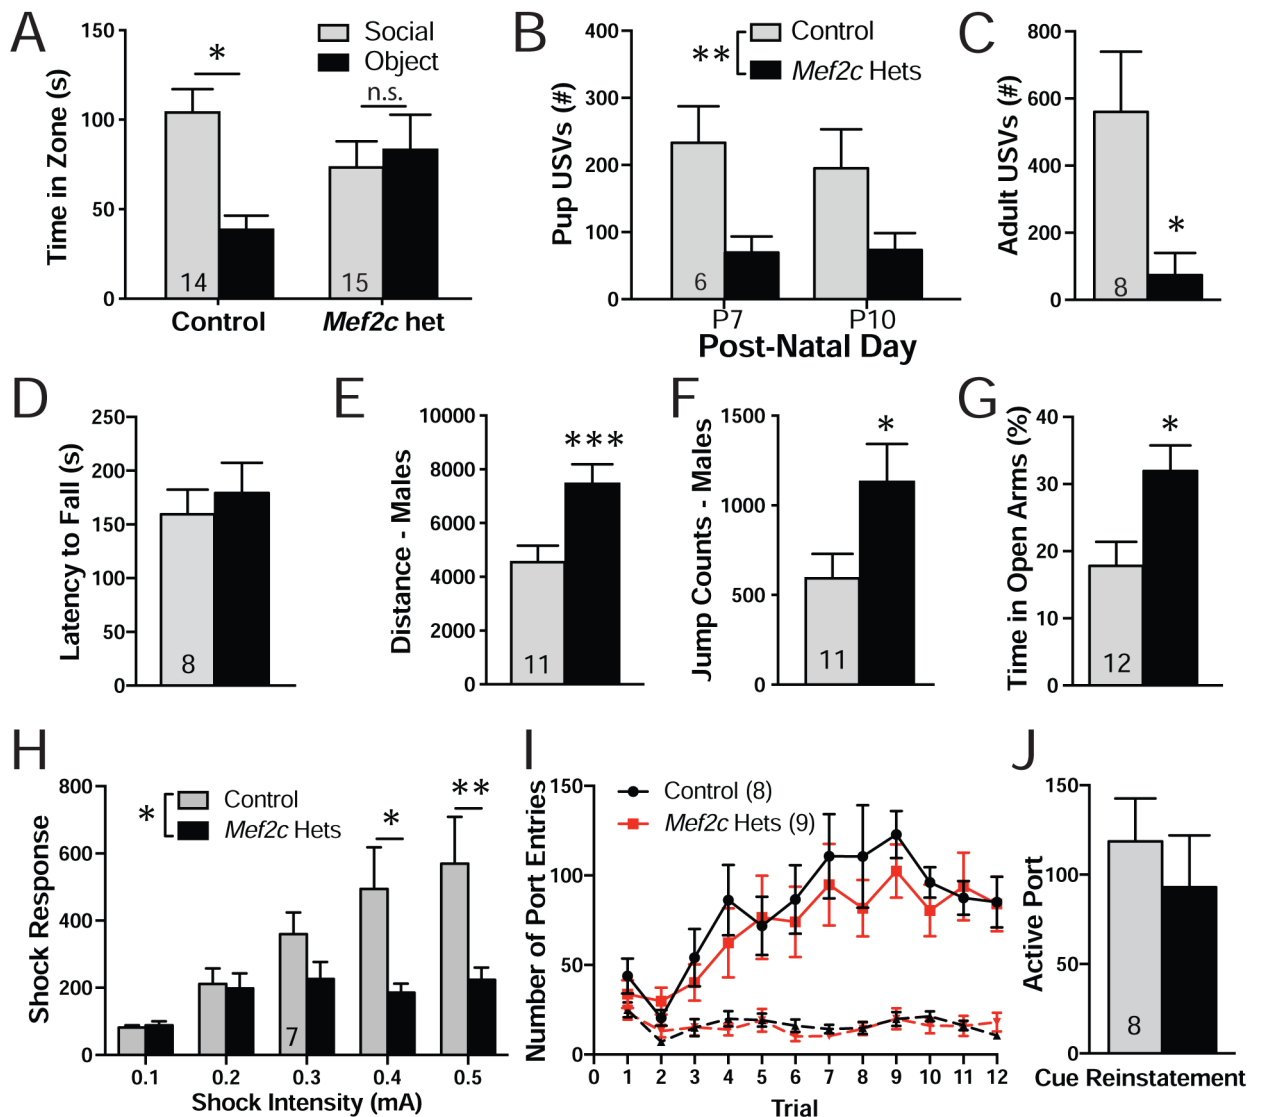 A
Time in Zone (s)
150
100
50
0
Social
Object
*
n.s.
14
15
Control
Mef2c het
B
Pup USVs (#)
400
300
200
100
0
**
Control
Mef2c Hets
6
P7
P10
Post-Natal Day
C
Adult USVs (#)
800
600
400
200
0
*
8
D
Latency to Fall (s)
250
200
150
100
50
0
8
E
Distance - Males
10000
8000
6000
4000
2000
0
***
11
F
Jump Counts - Males
1500
1000
500
0
*
11
G
Time in Open Arms (%)
40
30
20
10
0
*
12
H
Shock Response
800
600
400
200
0
*
Control
Mef2c Hets
*
**
7
0.1 0.2 0.3 0.4 0.5
Shock Intensity (mA)
I
Number of Port Entries
150
100
50
0
Control (8)
Mef2c Hets (9)
0 1 2 3 4 5 6 7 8 9 10 11 12
Trial
J
Active Port
150
100
50
0
8
Cue Reinstatement